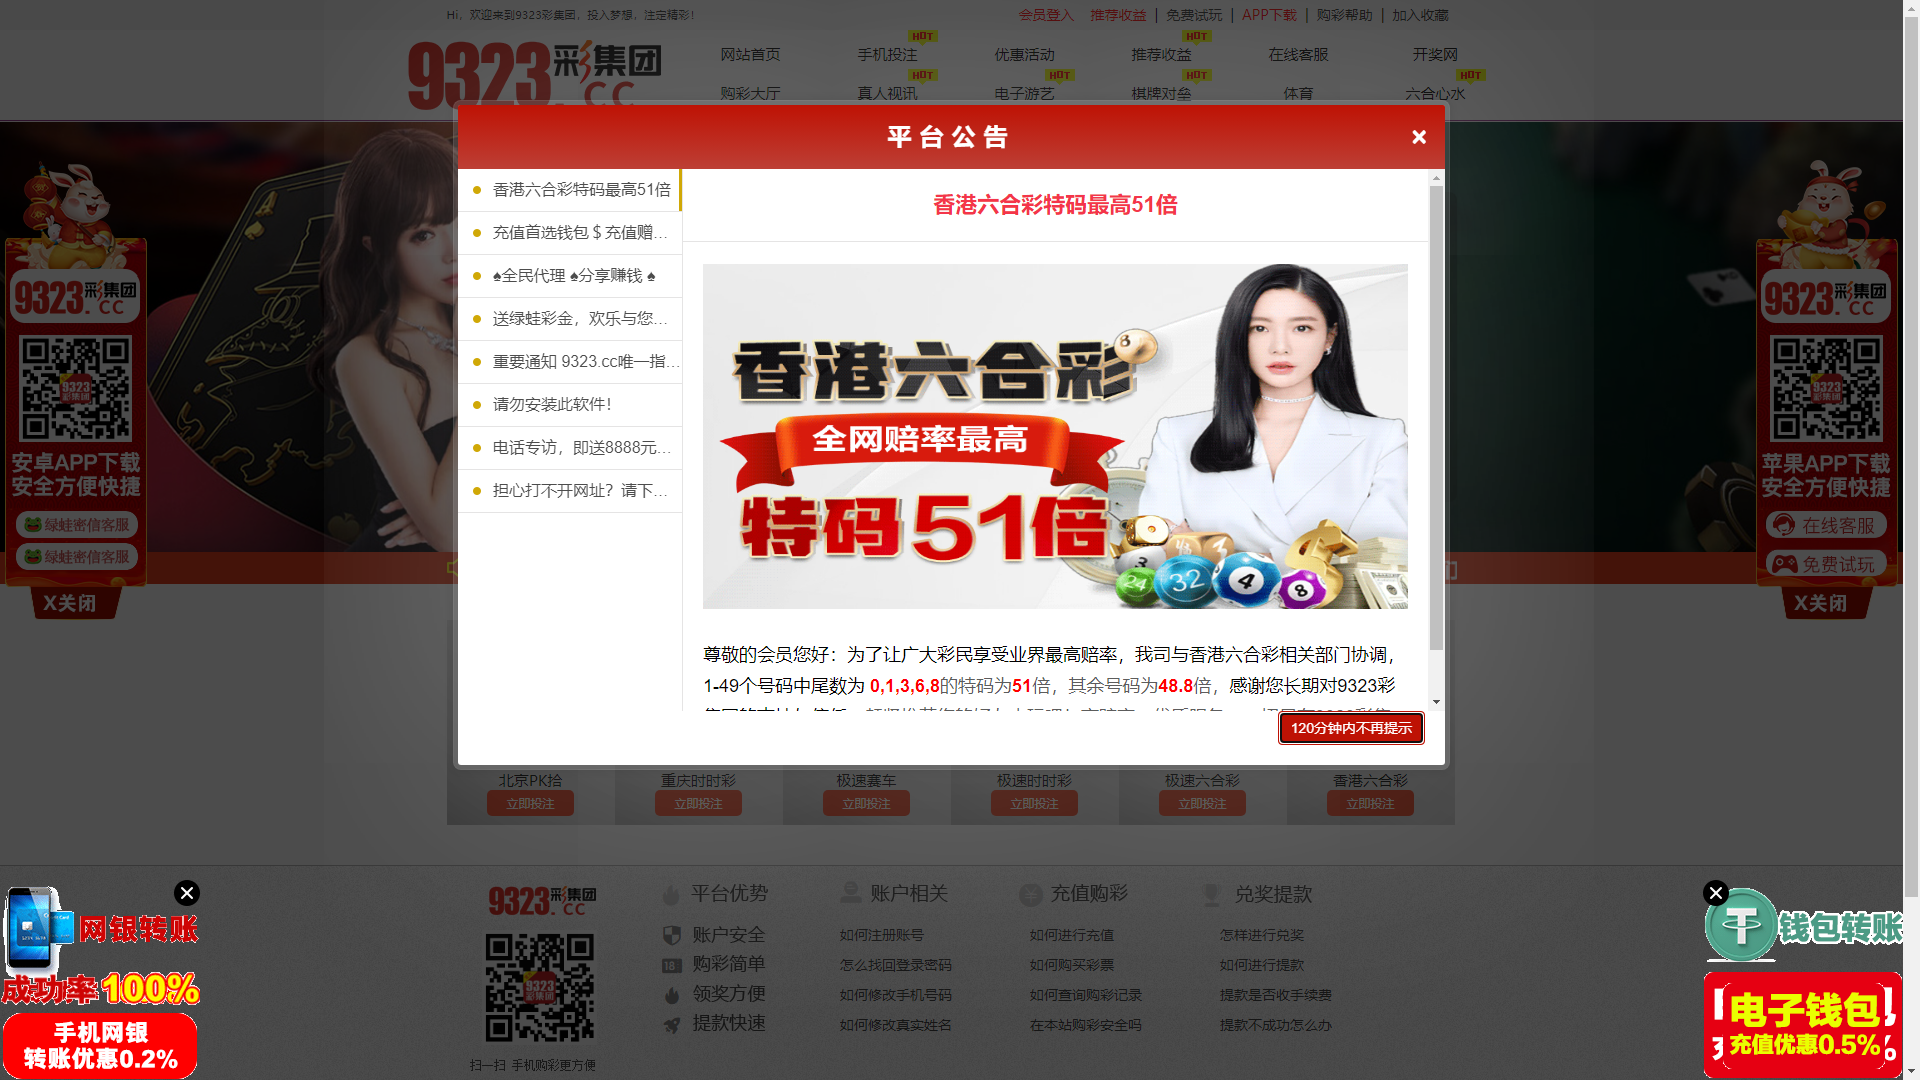 Hi，欢迎来到9323彩集团，投入梦想，注定精彩！
会员登入 推荐收益 | 免费试玩 | APP下载 | 购彩帮助 | 加入收藏
9323彩集团.CC
网站首页 手机投注 HOT 优惠活动 推荐收益 HOT 在线客服 开奖网
购彩大厅 真人视讯 HOT 电子游艺 HOT 棋牌对垒 HOT 体育 六合心水 HOT
平台公告
×
香港六合彩特码最高51倍
充值首选钱包＄充值赠...
♠全民代理 ♠分享赚钱 ♠
送绿蛙彩金，欢乐与您...
重要通知 9323.cc唯一指...
请勿安装此软件！
电话专访，即送8888元...
担心打不开网址？请下...
香港六合彩特码最高51倍
香港六合彩
全网赔率最高
特码51倍
尊敬的会员您好：为了让广大彩民享受业界最高赔率，我司与香港六合彩相关部门协调，
1-49个号码中尾数为 0,1,3,6,8的特码为51倍，其余号码为48.8倍，感谢您长期对9323彩
120分钟内不再提示
9323彩集团.CC
9323彩集团
安卓APP下载
安全方便快捷
绿蛙密信客服
绿蛙密信客服
X关闭
9323彩集团.CC
9323彩集团
苹果APP下载
安全方便快捷
在线客服
免费试玩
X关闭
北京PK拾 重庆时时彩 极速赛车 极速时时彩 极速六合彩 香港六合彩
立即投注 立即投注 立即投注 立即投注 立即投注 立即投注
9323彩集团.CC
9323彩集团
扫一扫 手机购彩更方便
平台优势
账户安全
购彩简单
领奖方便
提款快速
账户相关
如何注册账号
怎么找回登录密码
如何修改手机号码
如何修改真实姓名
充值购彩
如何进行充值
如何购买彩票
如何查询购彩记录
在本站购彩安全吗
兑奖提款
怎样进行兑奖
如何进行提款
提款是否收手续费
提款不成功怎么办
网银转账
成功率100%
手机网银
转账优惠0.2%
钱包转账
电子钱包
充值优惠0.5%